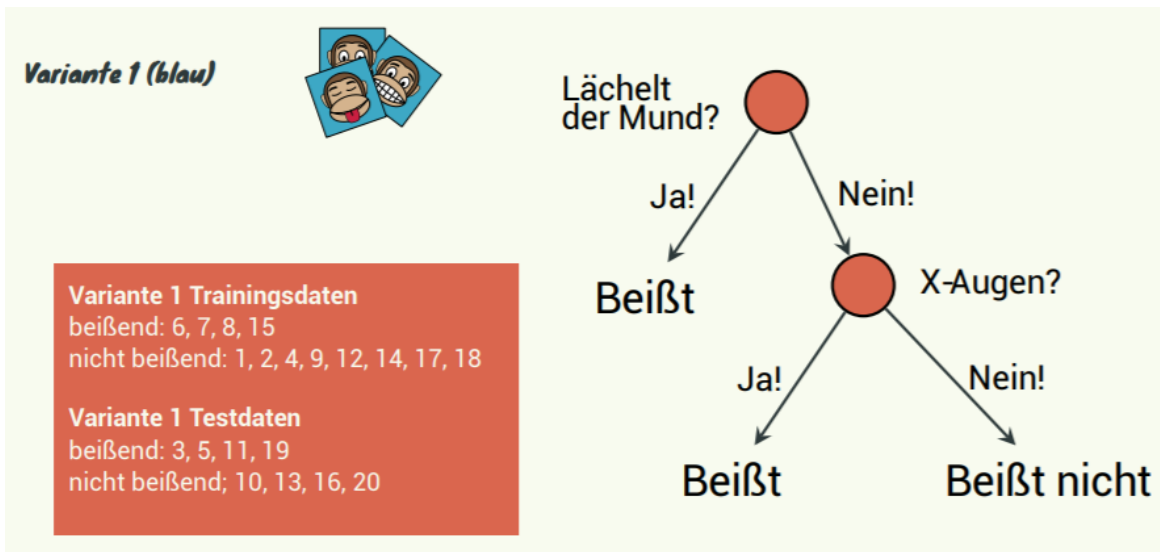 Variante 1 (blau)
Lächelt
der Mund?
Ja!
Nein!
Beißt
X-Augen?
Ja!
Nein!
Beißt
Beißt nicht
Variante 1 Trainingsdaten
beißend: 6, 7, 8, 15
nicht beißend: 1, 2, 4, 9, 12, 14, 17, 18
Variante 1 Testdaten
beißend: 3, 5, 11, 19
nicht beißend; 10, 13, 16, 20